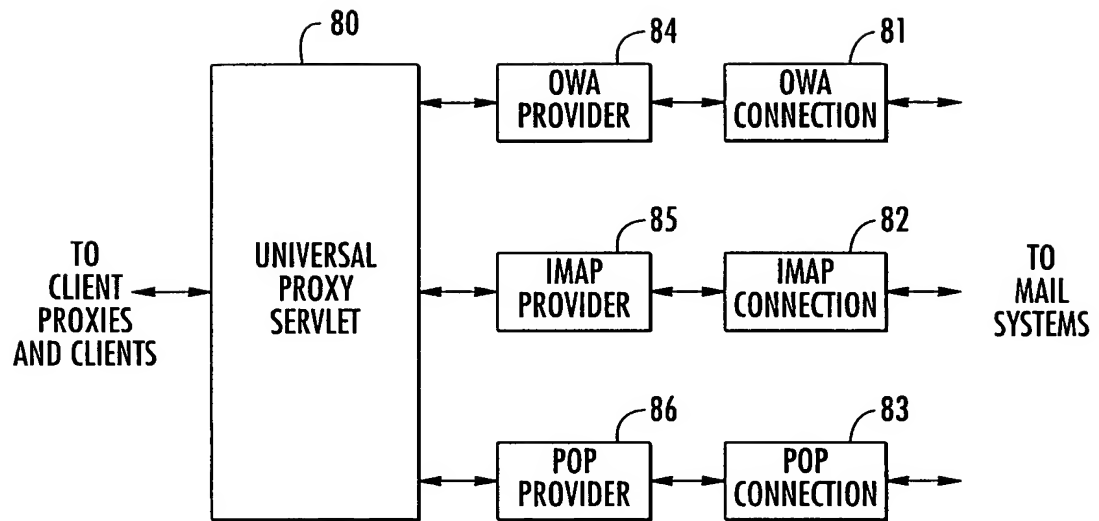 80
84
81
OWA
PROVIDER
OWA
CONNECTION
TO
CLIENT
PROXIES
AND CLIENTS
UNIVERSAL
PROXY
SERVLET
85
82
IMAP
PROVIDER
IMAP
CONNECTION
TO
MAIL
SYSTEMS
86
83
POP
PROVIDER
POP
CONNECTION